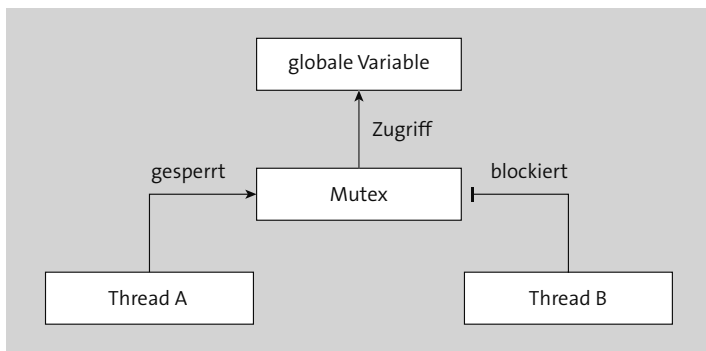 globale Variable
Zugriff
gesperrt
blockiert
Mutex
Thread A
Thread B